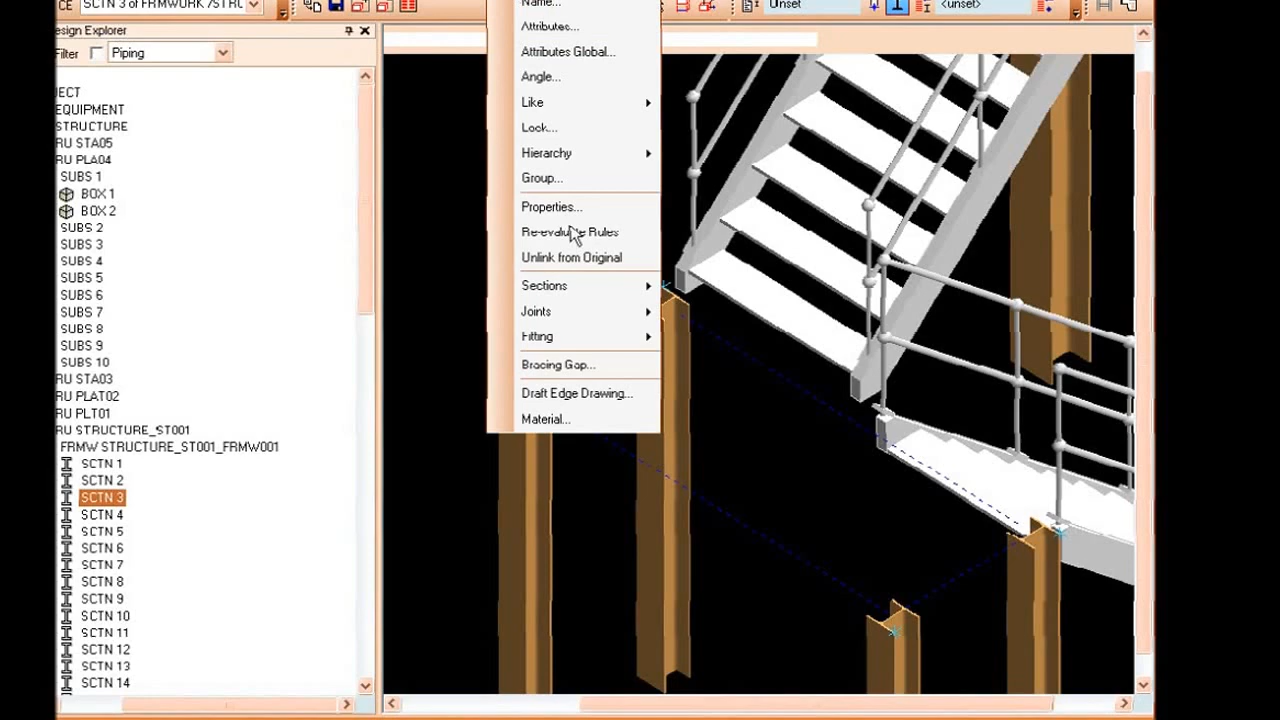 CE SCTN 3 of FRMWORK /STRU
Unset
<unset>
esign Explorer
Filter Piping
JECT
EQUIPMENT
STRUCTURE
RU STA05
RU PLA04
SUBS 1
BOX 1
BOX 2
SUBS 2
SUBS 3
SUBS 4
SUBS 5
SUBS 6
SUBS 7
SUBS 8
SUBS 9
SUBS 10
RU STA03
RU PLAT02
RU PLT01
RU STRUCTURE_ST001
FRMW STRUCTURE_ST001_FRMW001
SCTN 1
SCTN 2
SCTN 3
SCTN 4
SCTN 5
SCTN 6
SCTN 7
SCTN 8
SCTN 9
SCTN 10
SCTN 11
SCTN 12
SCTN 13
SCTN 14
Name...
Attributes...
Attributes Global...
Angle...
Like
Lock...
Hierarchy
Group...
Properties...
Re-evaluate Rules
Unlink from Original
Sections
Joints
Fitting
Bracing Gap...
Draft Edge Drawing...
Material...